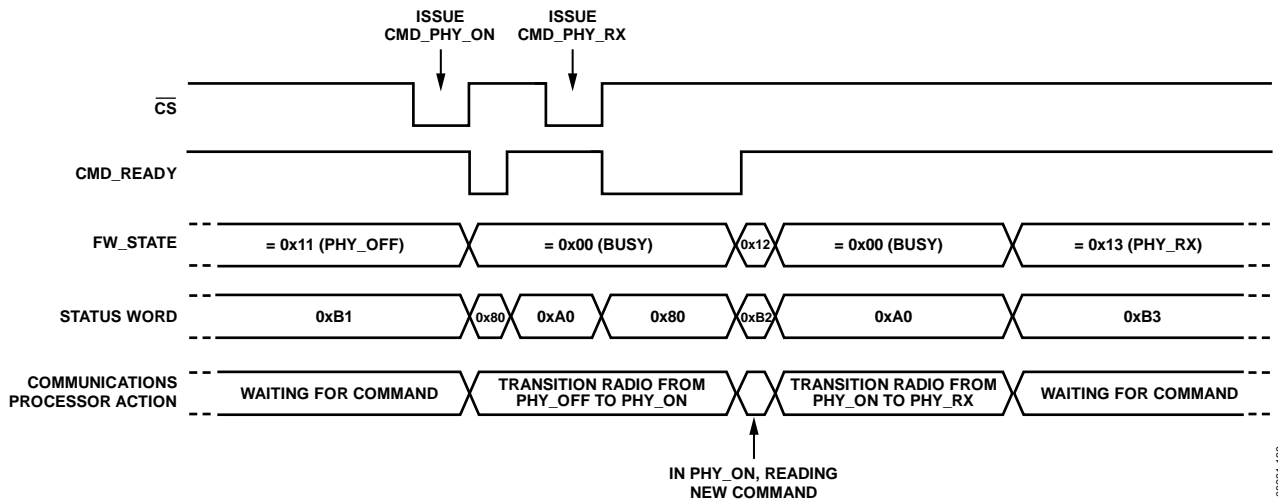 ISSUE
CMD_PHY_ON
ISSUE
CMD_PHY_RX
CS
CMD_READY
FW_STATE
= 0x11 (PHY_OFF)
= 0x00 (BUSY)
0x12
= 0x00 (BUSY)
= 0x13 (PHY_RX)
STATUS WORD
0xB1
0x80
0xA0
0x80
0xB2
0xA0
0xB3
COMMUNICATIONS
PROCESSOR ACTION
WAITING FOR COMMAND
TRANSITION RADIO FROM
PHY_OFF TO PHY_ON
TRANSITION RADIO FROM
PHY_ON TO PHY_RX
WAITING FOR COMMAND
IN PHY_ON, READING
NEW COMMAND